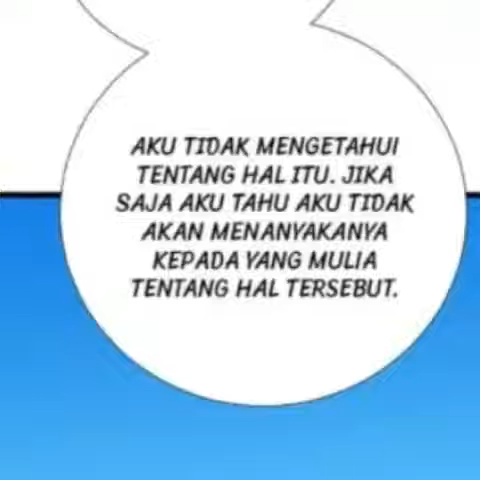 AKU TIDAK MENGETAHUI
TENTANG HAL ITU. JIKA
SAJA AKU TAHU AKU TIDAK
AKAN MENANYAKANYA
KEPADA YANG MULIA
TENTANG HAL TERSEBUT.